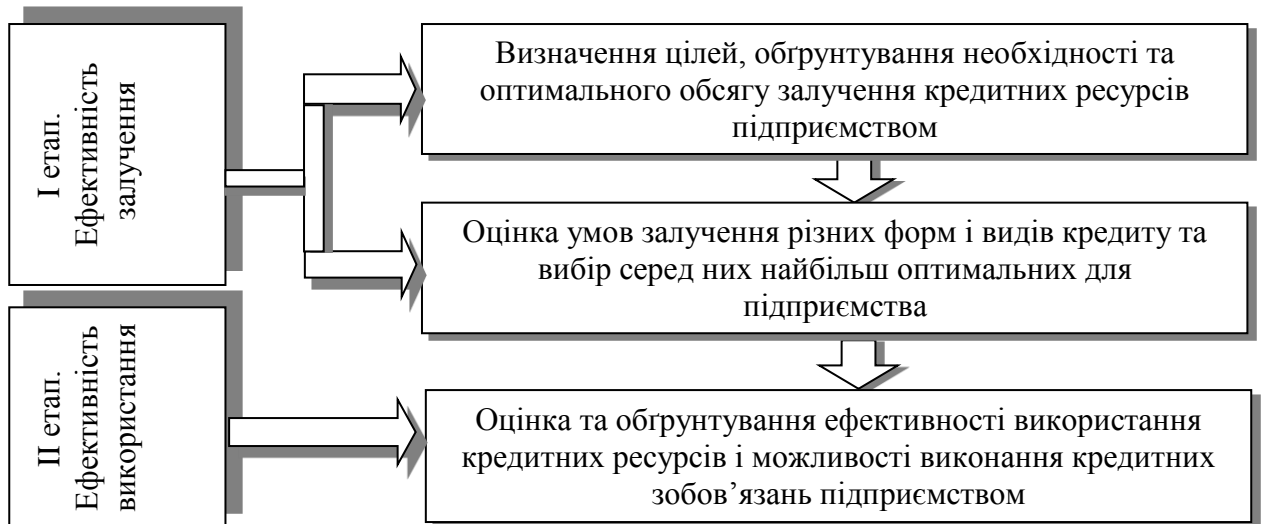 І етап.
Ефективність
залучення
Визначення цілей, обґрунтування необхідності та
оптимального обсягу залучення кредитних ресурсів
підприємством
Оцінка умов залучення різних форм і видів кредиту та
вибір серед них найбільш оптимальних для
підприємства
ІІ етап.
Ефективність
використання
Оцінка та обґрунтування ефективності використання
кредитних ресурсів і можливості виконання кредитних
зобов’язань підприємством